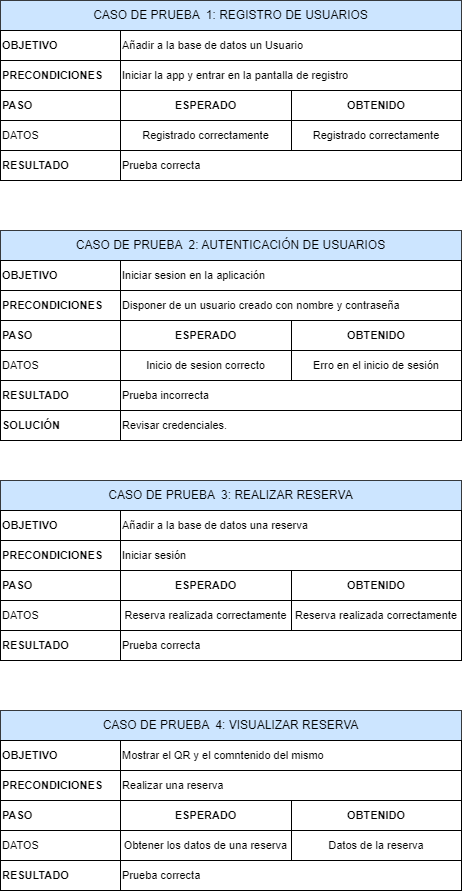 CASO DE PRUEBA 1: REGISTRO DE USUARIOS
OBJETIVO Añadir a la base de datos un Usuario
PRECONDICIONES Iniciar la app y entrar en la pantalla de registro
PASO ESPERADO OBTENIDO
DATOS Registrado correctamente Registrado correctamente
RESULTADO Prueba correcta
CASO DE PRUEBA 2: AUTENTICACIÓN DE USUARIOS
OBJETIVO Iniciar sesion en la aplicación
PRECONDICIONES Disponer de un usuario creado con nombre y contraseña
PASO ESPERADO OBTENIDO
DATOS Inicio de sesion correcto Erro en el inicio de sesión
RESULTADO Prueba incorrecta
SOLUCIÓN Revisar credenciales.
CASO DE PRUEBA 3: REALIZAR RESERVA
OBJETIVO Añadir a la base de datos una reserva
PRECONDICIONES Iniciar sesión
PASO ESPERADO OBTENIDO
DATOS Reserva realizada correctamente Reserva realizada correctamente
RESULTADO Prueba correcta
CASO DE PRUEBA 4: VISUALIZAR RESERVA
OBJETIVO Mostrar el QR y el comntenido del mismo
PRECONDICIONES Realizar una reserva
PASO ESPERADO OBTENIDO
DATOS Obtener los datos de una reserva Datos de la reserva
RESULTADO Prueba correcta